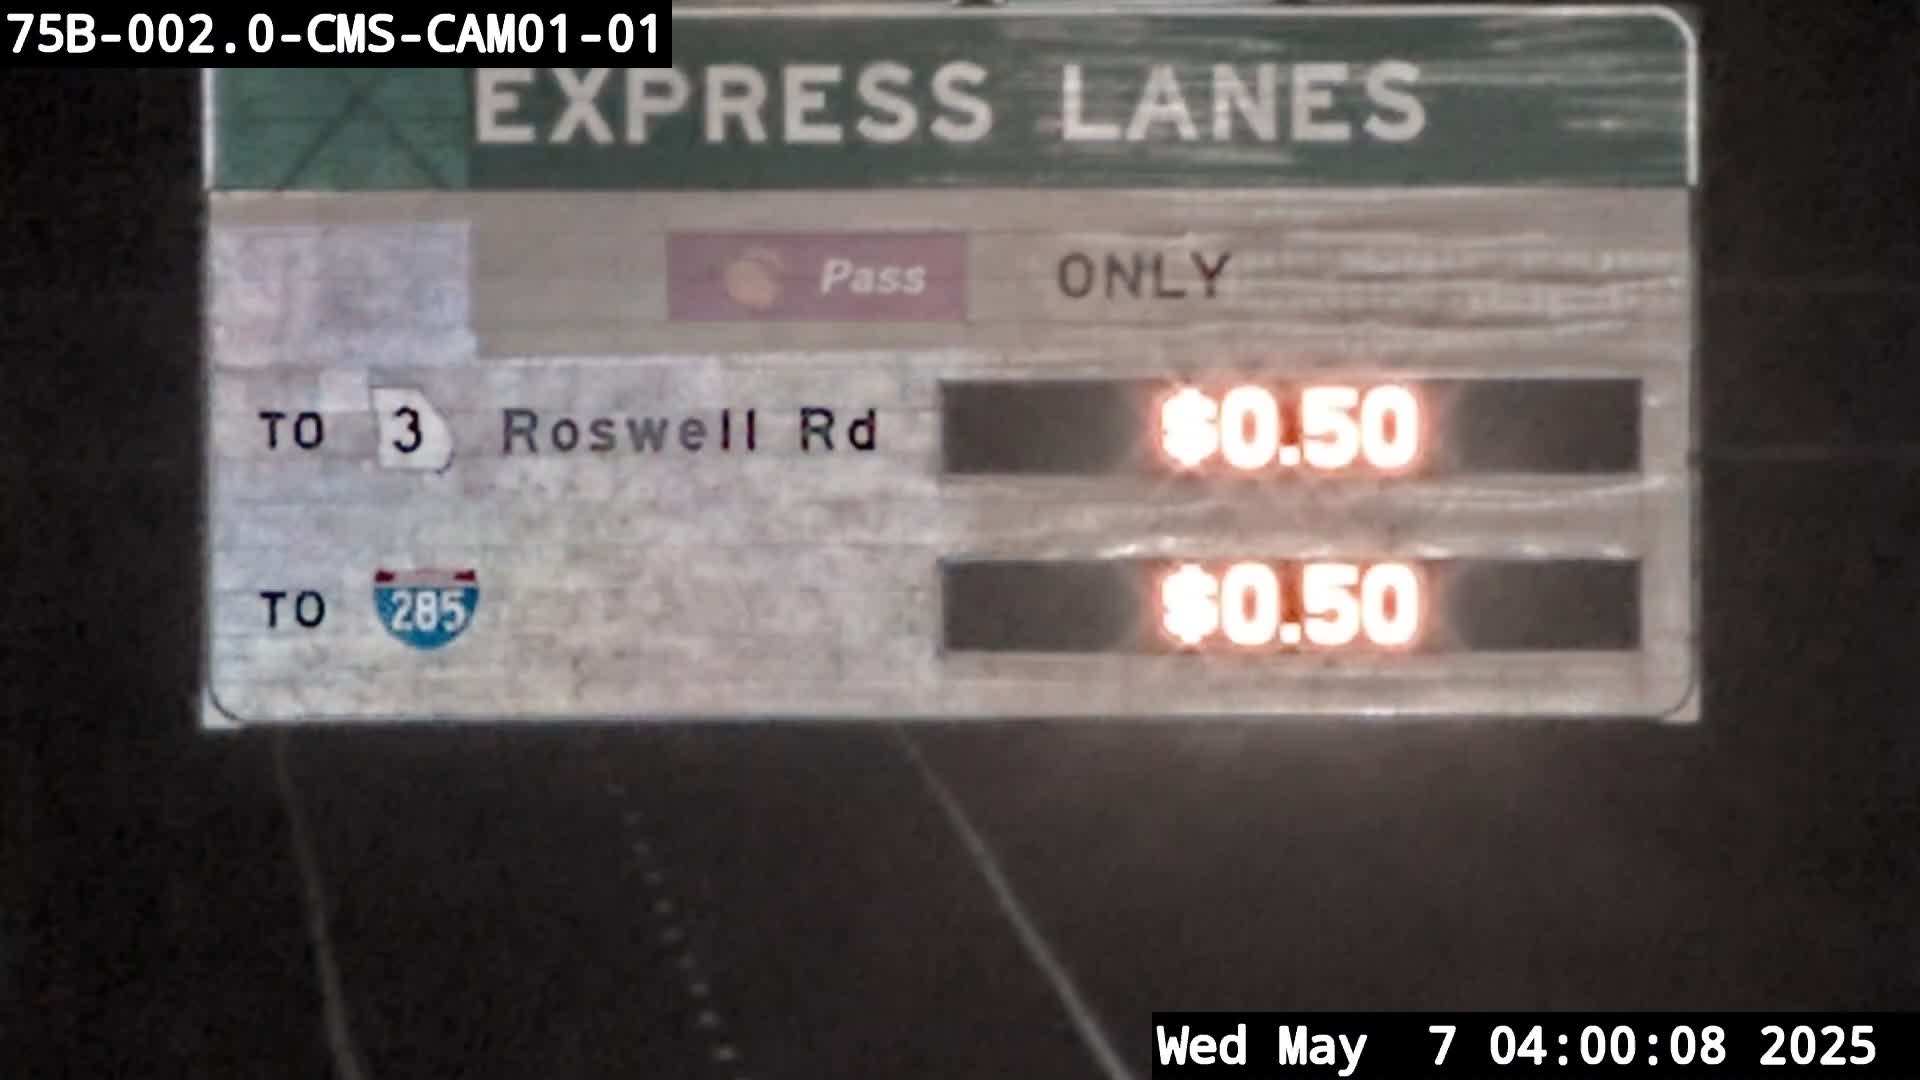 75B-002.0-CMS-CAM01-01
EXPRESS LANES
Pass ONLY
TO 3 Roswell Rd $0.50
TO 285 $0.50
Wed May 7 04:00:08 2025